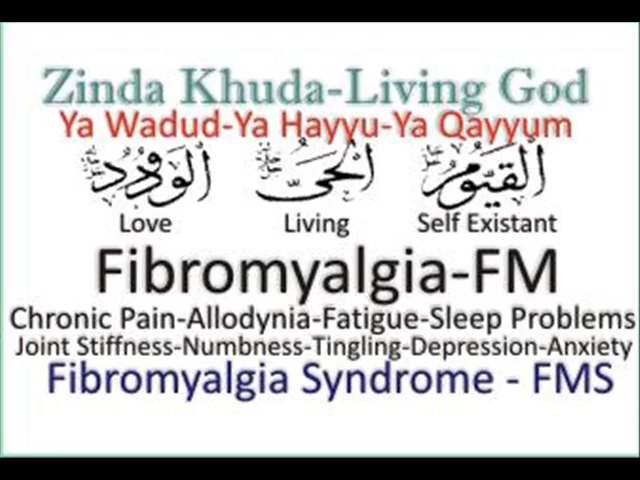 Zinda Khuda-Living God
Ya Wadud-Ya Hayyu-Ya Qayyum
الودود الحي القيوم
Love Living Self Existant
Fibromyalgia-FM
Chronic Pain-Allodynia-Fatigue-Sleep Problems
Joint Stiffness-Numbness-Tingling-Depression-Anxiety
Fibromyalgia Syndrome - FMS